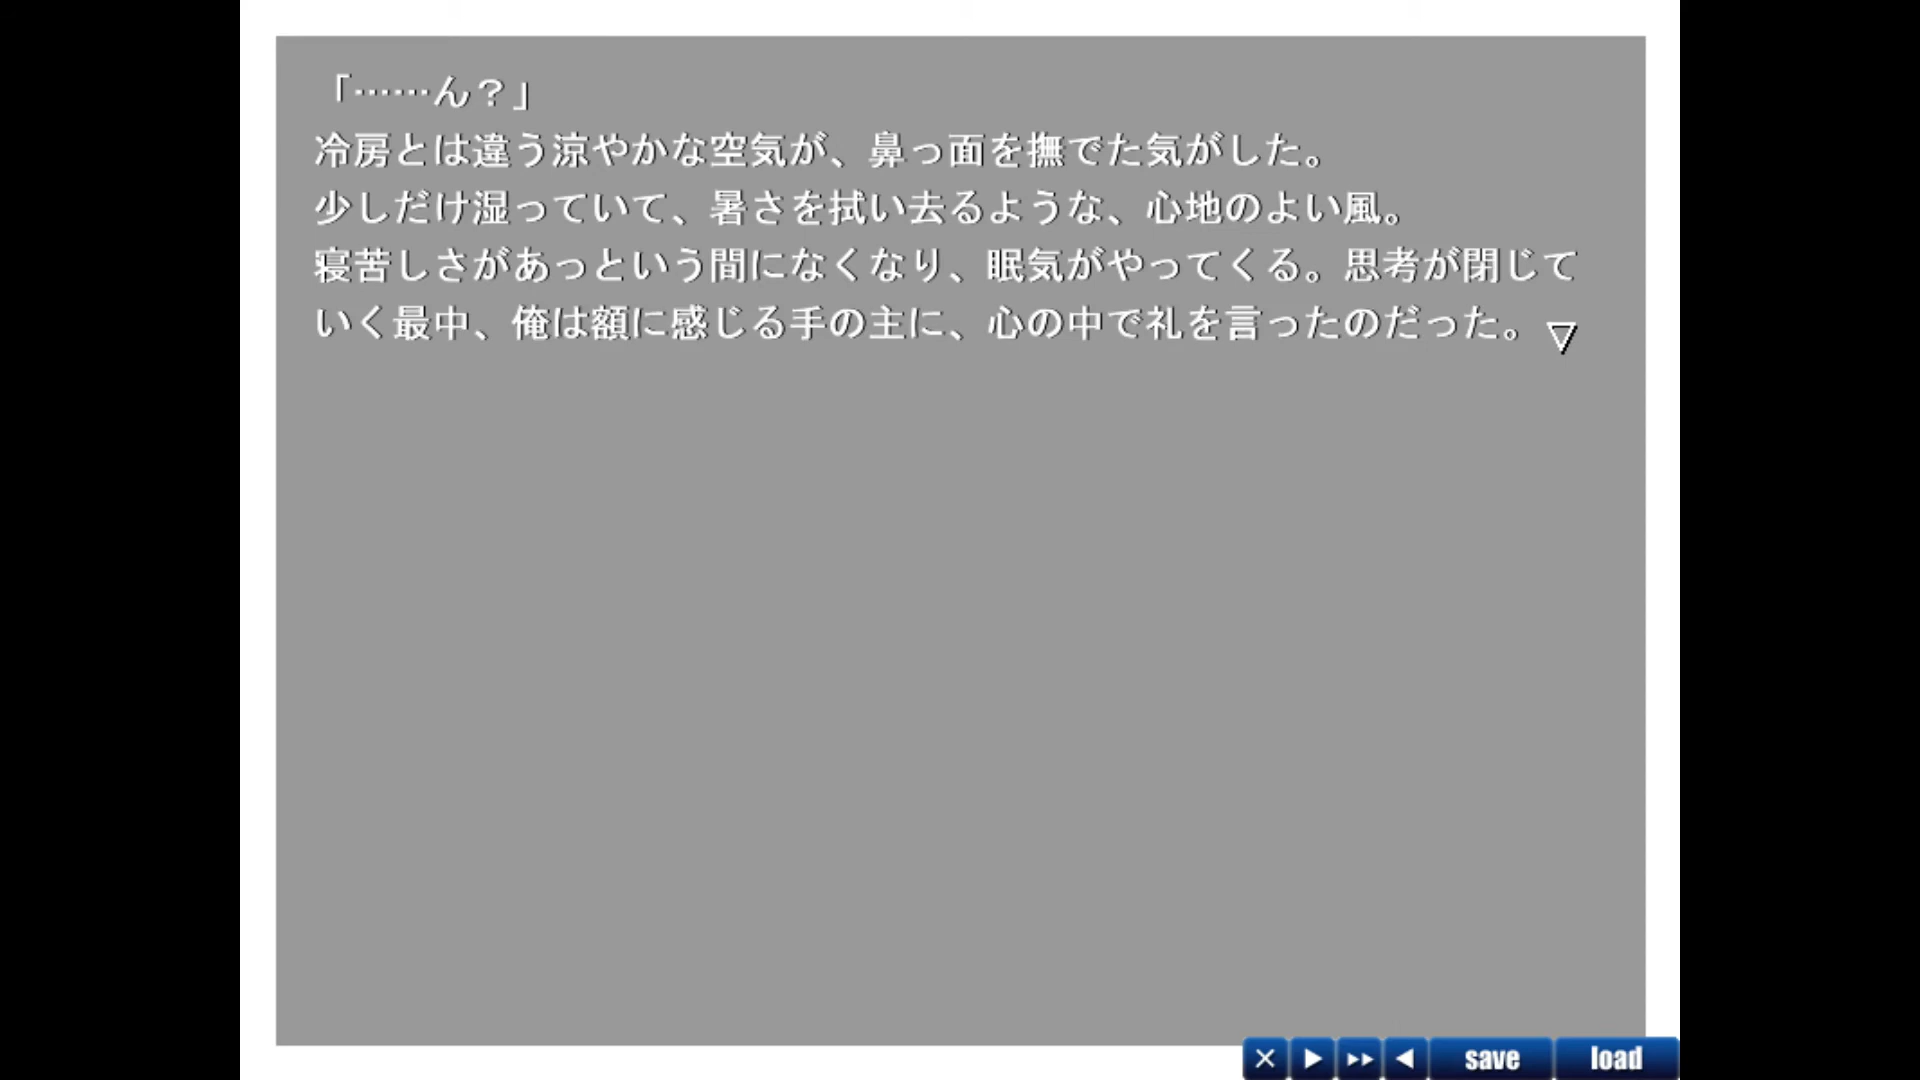 「……ん？」
冷房とは違う涼やかな空気が、鼻っ面を撫でた気がした。
少しだけ湿っていて、暑さを拭い去るような、心地のよい風。
寝苦しさがあっという間になくなり、眠気がやってくる。思考が閉じて
いく最中、俺は額に感じる手の主に、心の中で礼を言ったのだった。
save load